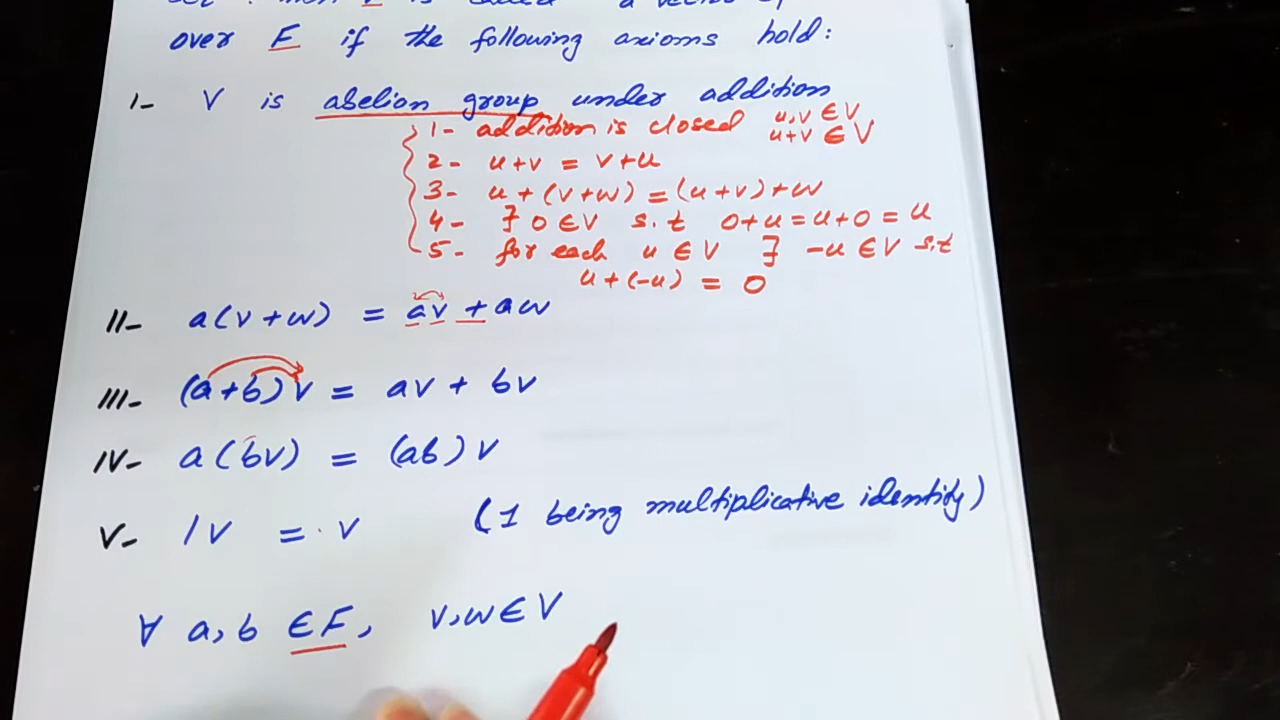 is called a
over F if the following axioms hold:
I- V is abelion group under addition
1- addition is closed u,v ∈ V
u+v ∈ V
2- u+v = v+u
3- u+(v+w) = (u+v)+w
4- ∃ 0 ∈ V s.t 0+u = u+0 = u
5- for each u ∈ V ∃ -u ∈ V s.t
u+(-u) = 0
II- a(v+w) = av + aw
III- (a+b)v = av + bv
IV- a(bv) = (ab)v
V- 1v = v (1 being multiplicative identity)
∀ a,b ∈ F, v,w ∈ V